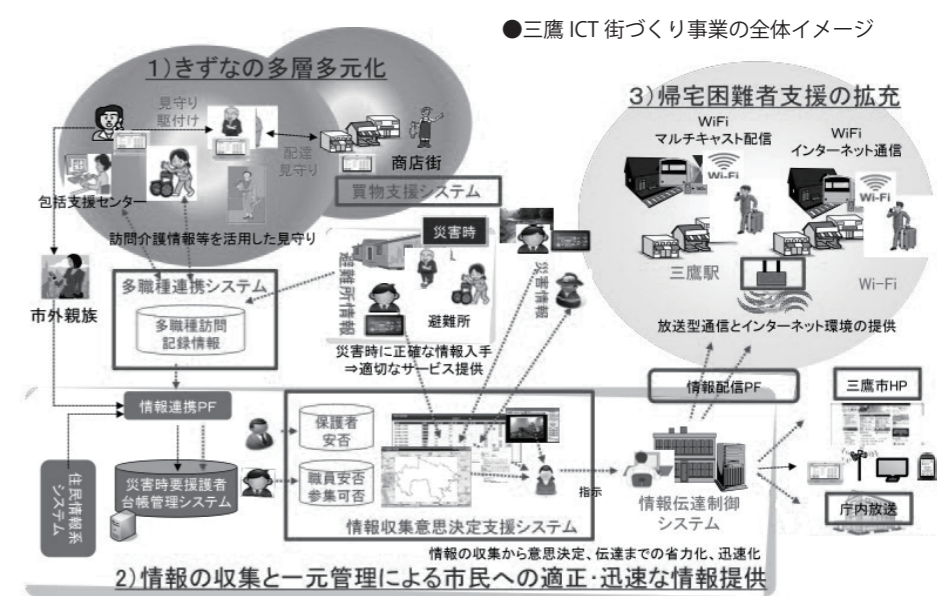 ●三鷹 ICT 街づくり事業の全体イメージ
1)きずなの多層多元化
見守り
駆付け
配達
見守り
商店街
包括支援センター
買物支援システム
訪問介護情報等を活用した見守り
3)帰宅困難者支援の拡充
WiFi
マルチキャスト配信
WiFi
インターネット通信
Wi-Fi
Wi-Fi
三鷹駅
Wi-Fi
放送型通信とインターネット環境の提供
市外親族
多職種連携システム
多職種訪問
記録情報
災害時
避難所情報
避難所
災害情報
災害時に正確な情報入手
⇒適切なサービス提供
情報連携PF
住民情報系
システム
災害時要援護者
台帳管理システム
保護者
安否
職員安否
参集可否
情報収集意思決定支援システム
指示
情報配信PF
情報伝達制御
システム
三鷹市HP
庁内放送
情報の収集から意思決定、伝達までの省力化、迅速化
2)情報の収集と一元管理による市民への適正・迅速な情報提供